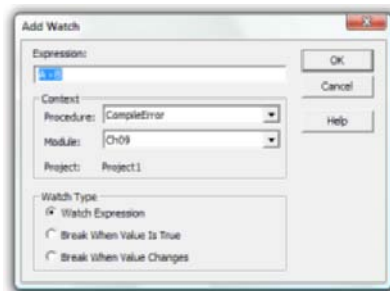 Add Watch
Expression:
OK
Cancel
Context
Procedure: CompileError
Help
Module: Ch09
Project: Project1
Watch Type
Watch Expression
Break When Value Is True
Break When Value Changes